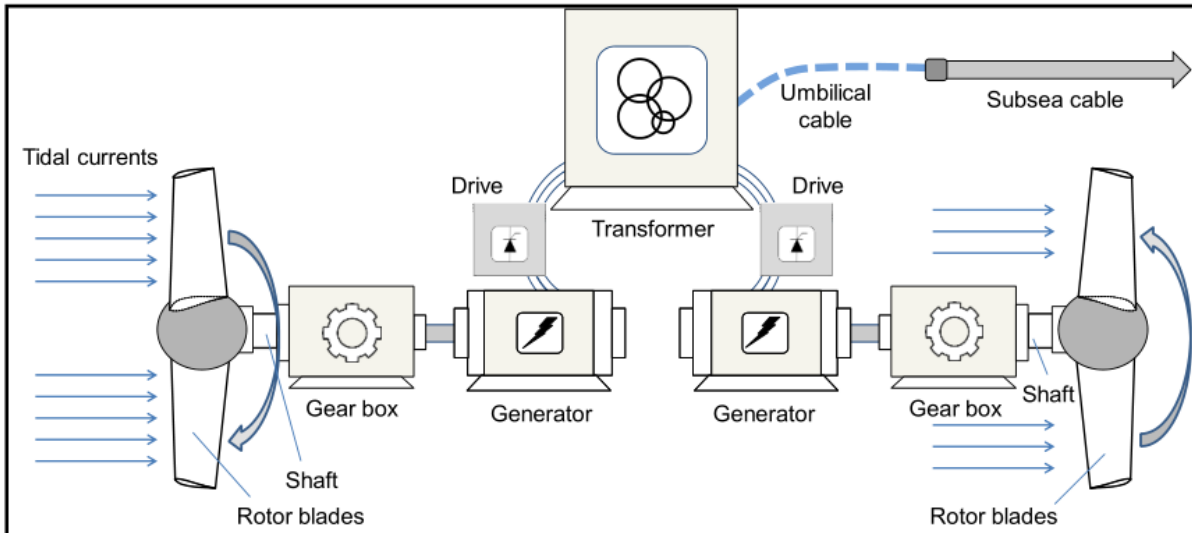 Umbilical
cable
Subsea cable
Tidal currents
Drive
Transformer
Drive
Gear box
Generator
Generator
Gear box
Shaft
Shaft
Rotor blades
Rotor blades